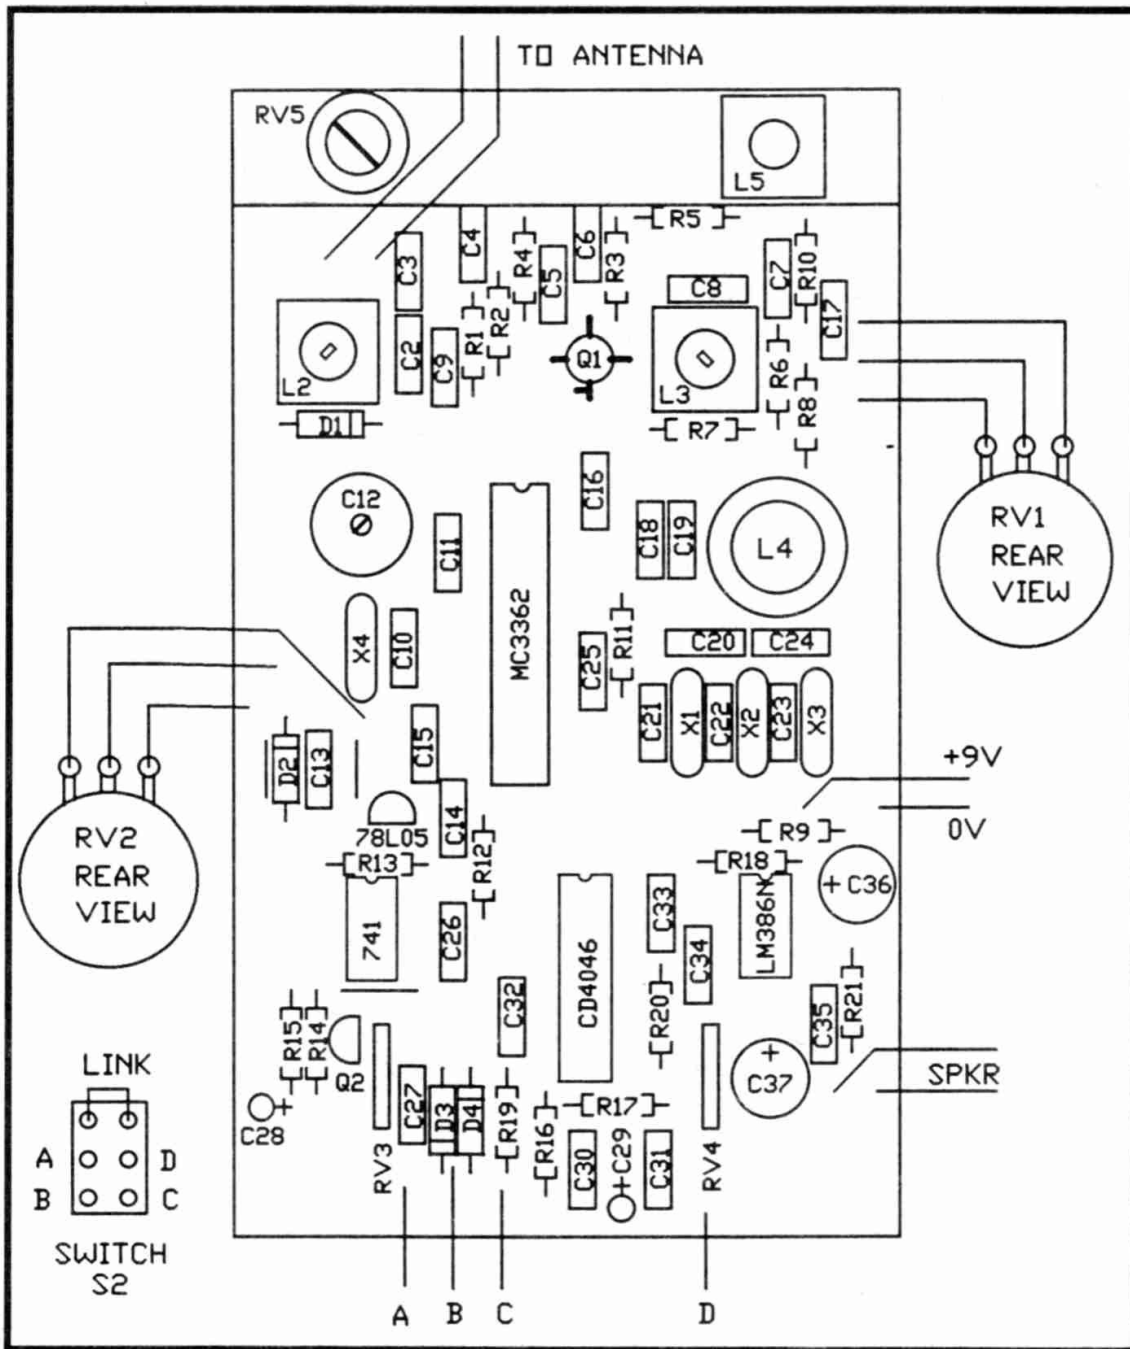 TO ANTENNA
RV5
L5
C4
C6
R5
C3
R4
C5
R3
C8
C7
R10
C17
R1
R2
C2
C9
Q1
L2
L3
R6
R8
D1
R7
C12
C16
C11
C18
C19
L4
RV1
REAR
VIEW
MC3362
X4
C10
R11
C25
C20
C24
C21
X1
C22
X2
C23
X3
C15
D2
C13
+9V
78L05
C14
0V
RV2
REAR
VIEW
R13
R12
R9
R18
+ C36
741
C26
CD4046
C33
C34
LM386N
C32
R20
C35
R21
R15
R14
Q2
LINK
+
C37
SPKR
C28
+
RV3
C27
D3
D4
R19
R16
R17
C30
+C29
C31
RV4
A
D
B
C
SWITCH
S2
A B C D